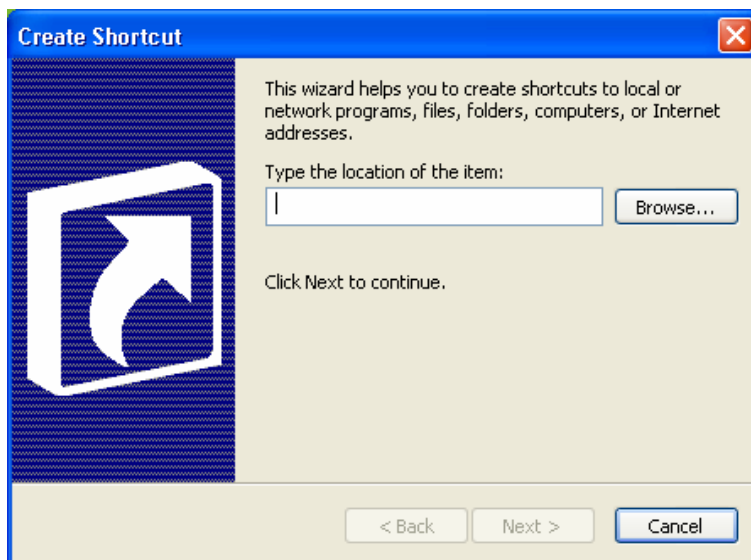 Create Shortcut
This wizard helps you to create shortcuts to local or
network programs, files, folders, computers, or Internet
addresses.
Type the location of the item:
Browse...
Click Next to continue.
< Back
Next >
Cancel